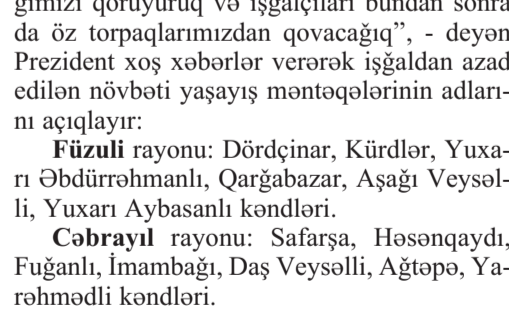 ğimizi qoruyuruq və işğalçıları bundan sonra
da öz torpaqlarımızdan qovacağıq”, - deyən
Prezident xoş xəbərlər verərək işğaldan azad
edilən növbəti yaşayış məntəqələrinin adları-
nı açıqlayır:
Füzuli rayonu: Dördçinar, Kürdlər, Yuxa-
rı Əbdürrəhmanlı, Qarğabazar, Aşağı Veysəl-
li, Yuxarı Aybasanlı kəndləri.
Cəbrayıl rayonu: Safarşa, Həsənqaydı,
Fuğanlı, İmambağı, Daş Veysəlli, Ağtəpə, Ya-
rəhmədli kəndləri.